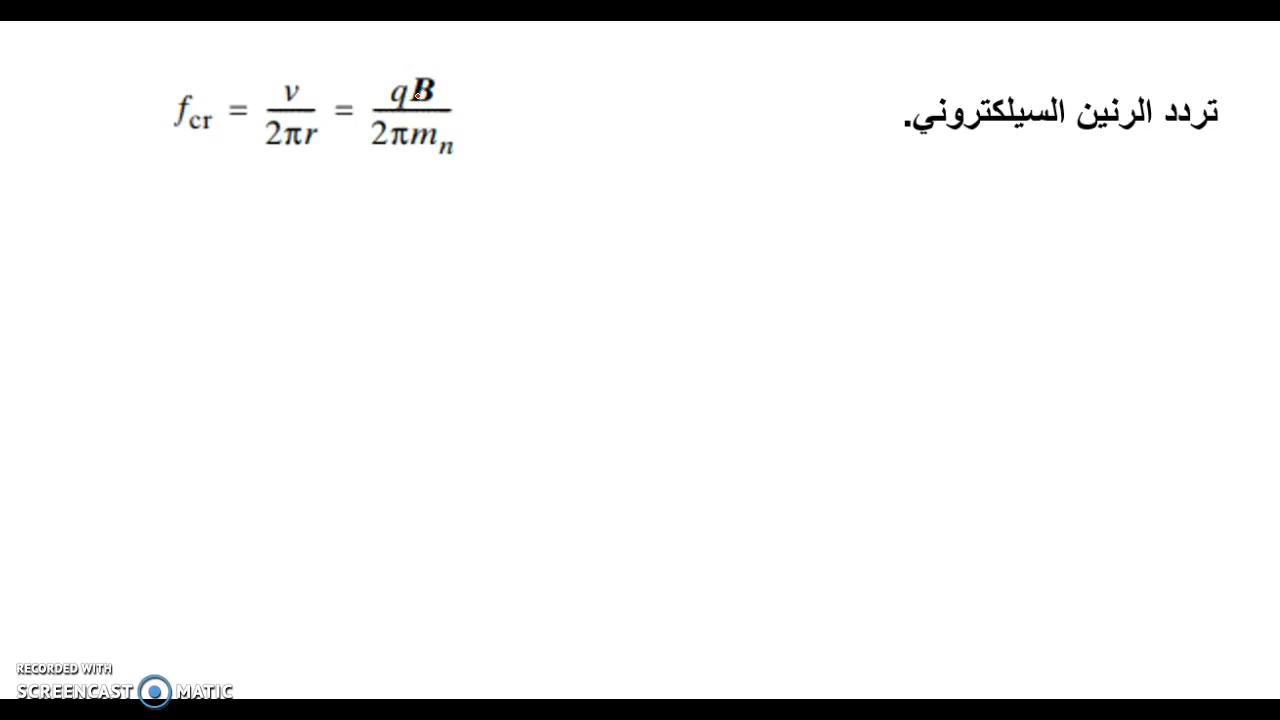 f_cr = v / 2πr = qB / 2πm_n
تردد الرنين السيلكتروني.
RECORDED WITH
SCREENCAST MATIC